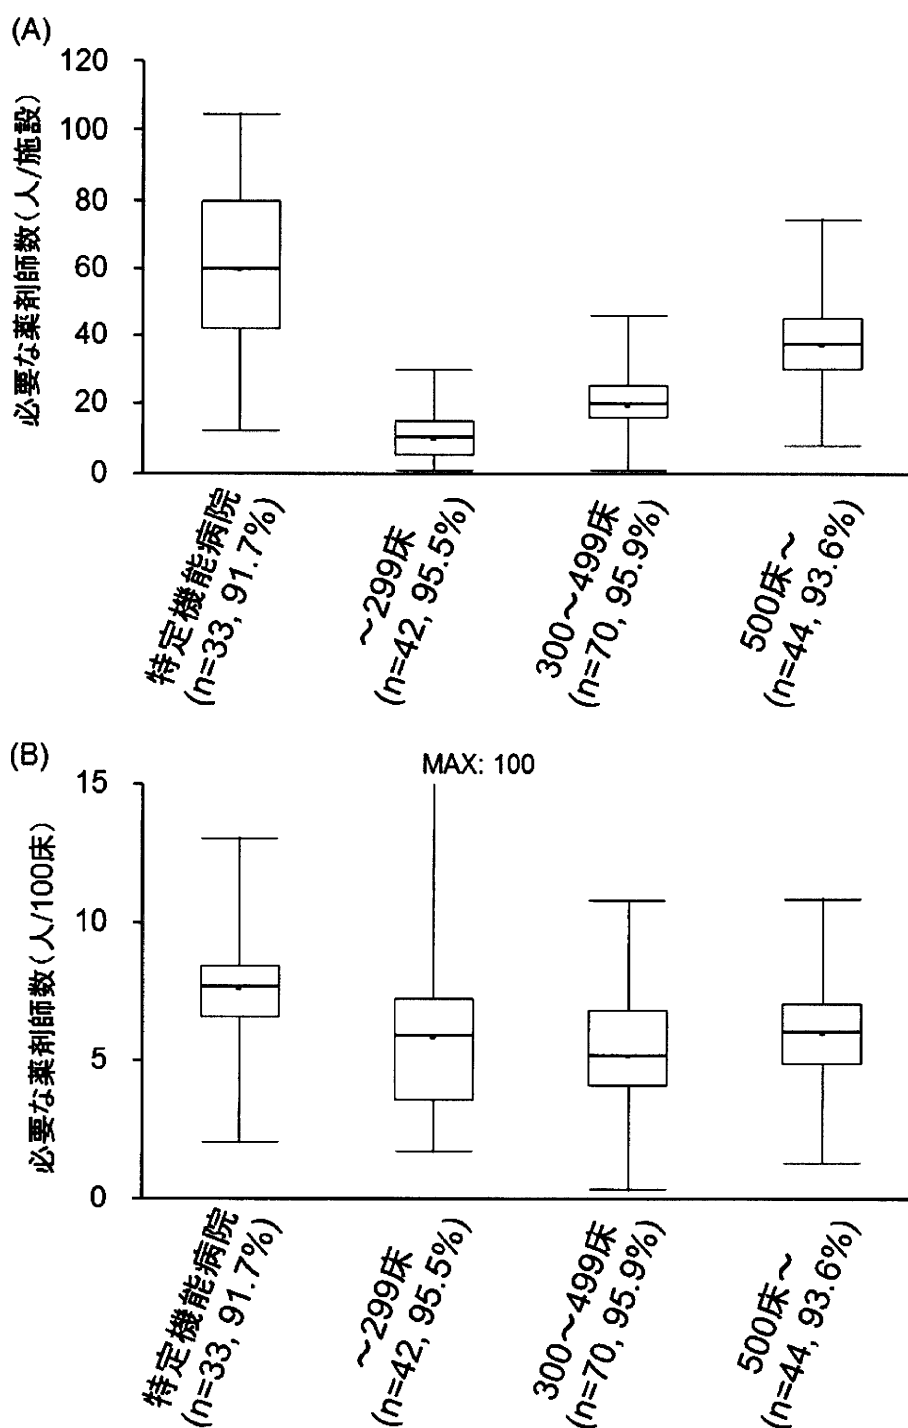 (A)
必要な薬剤師数(人/施設)
120
100
80
60
40
20
0
特定機能病院
(n=33, 91.7%)
～299床
(n=42, 95.5%)
300～499床
(n=70, 95.9%)
500床～
(n=44, 93.6%)
(B)
MAX: 100
必要な薬剤師数(人/100床)
15
10
5
0
特定機能病院
(n=33, 91.7%)
～299床
(n=42, 95.5%)
300～499床
(n=70, 95.9%)
500床～
(n=44, 93.6%)